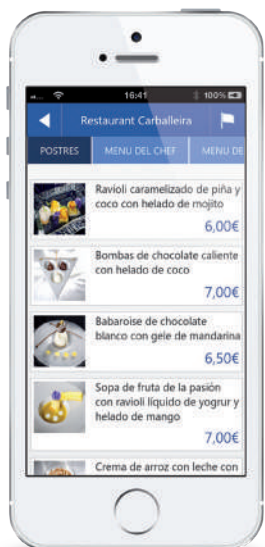 16:41
100%
Restaurant Carballeira
POSTRES
MENU DEL CHEF
MENU DE
Ravioli caramelizado de piña y
coco con helado de mojito
6,00€
Bombas de chocolate caliente
con helado de coco
7,00€
Babaroise de chocolate
blanco con gele de mandarina
6,50€
Sopa de fruta de la pasión
con ravioli líquido de yogrur y
helado de mango
7,00€
Crema de arroz con leche con